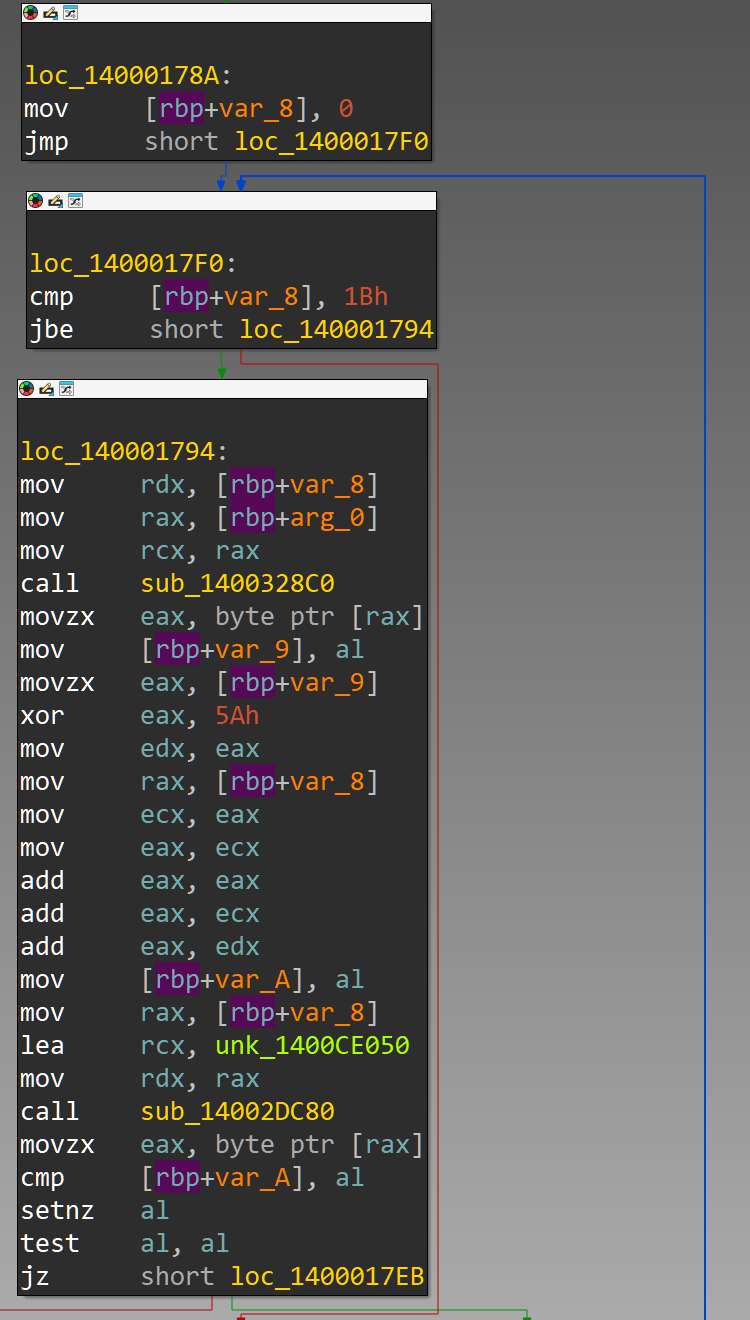 loc_14000178A:
mov [rbp+var_8], 0
jmp short loc_1400017F0
loc_1400017F0:
cmp [rbp+var_8], 1Bh
jbe short loc_140001794
loc_140001794:
mov rdx, [rbp+var_8]
mov rax, [rbp+arg_0]
mov rcx, rax
call sub_1400328C0
movzx eax, byte ptr [rax]
mov [rbp+var_9], al
movzx eax, [rbp+var_9]
xor eax, 5Ah
mov edx, eax
mov rax, [rbp+var_8]
mov ecx, eax
mov eax, ecx
add eax, eax
add eax, ecx
add eax, edx
mov [rbp+var_A], al
mov rax, [rbp+var_8]
lea rcx, unk_1400CE050
mov rdx, rax
call sub_14002DC80
movzx eax, byte ptr [rax]
cmp [rbp+var_A], al
setnz al
test al, al
jz short loc_1400017EB